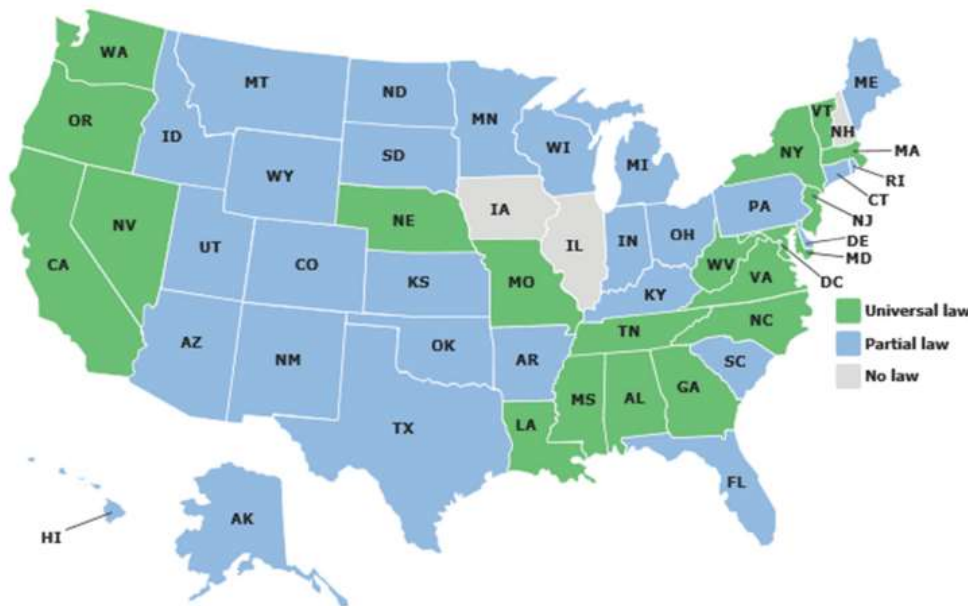 WA
MT
ND
MN
ME
VT
NH
OR
ID
SD
WI
MI
NY
MA
RI
CT
WY
NE
IA
PA
NJ
NV
UT
CO
IL
IN
OH
DE
MD
DC
CA
KS
MO
WV
VA
KY
AZ
NM
OK
AR
TN
NC
SC
Universal law
Partial law
No law
TX
LA
MS
AL
GA
FL
HI
AK